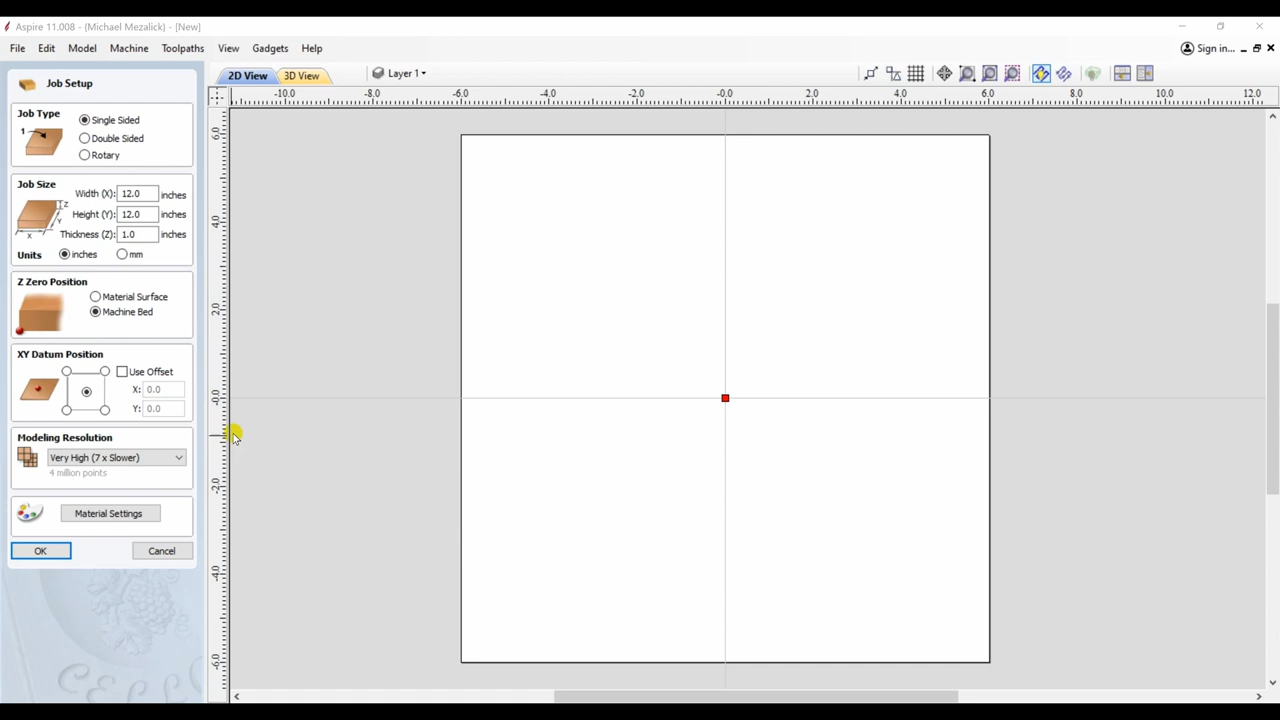 Aspire 11.008 - (Michael Mezalick) - [New]
File Edit Model Machine Toolpaths View Gadgets Help
Sign in...
2D View 3D View Layer 1
Job Setup
-10.0 -8.0 -6.0 -4.0 -2.0 -0.0 2.0 4.0 6.0 8.0 10.0 12.0
6.0
4.0
2.0
-0.0
-2.0
-4.0
-6.0
Job Type
1
Single Sided
Double Sided
Rotary
Job Size
Width (X): 12.0 inches
Height (Y): 12.0 inches
Thickness (Z): 1.0 inches
Z
Y
X
Units inches mm
Z Zero Position
Material Surface
Machine Bed
XY Datum Position
Use Offset
X: 0.0
Y: 0.0
Modeling Resolution
Very High (7 x Slower)
4 million points
Material Settings
OK Cancel